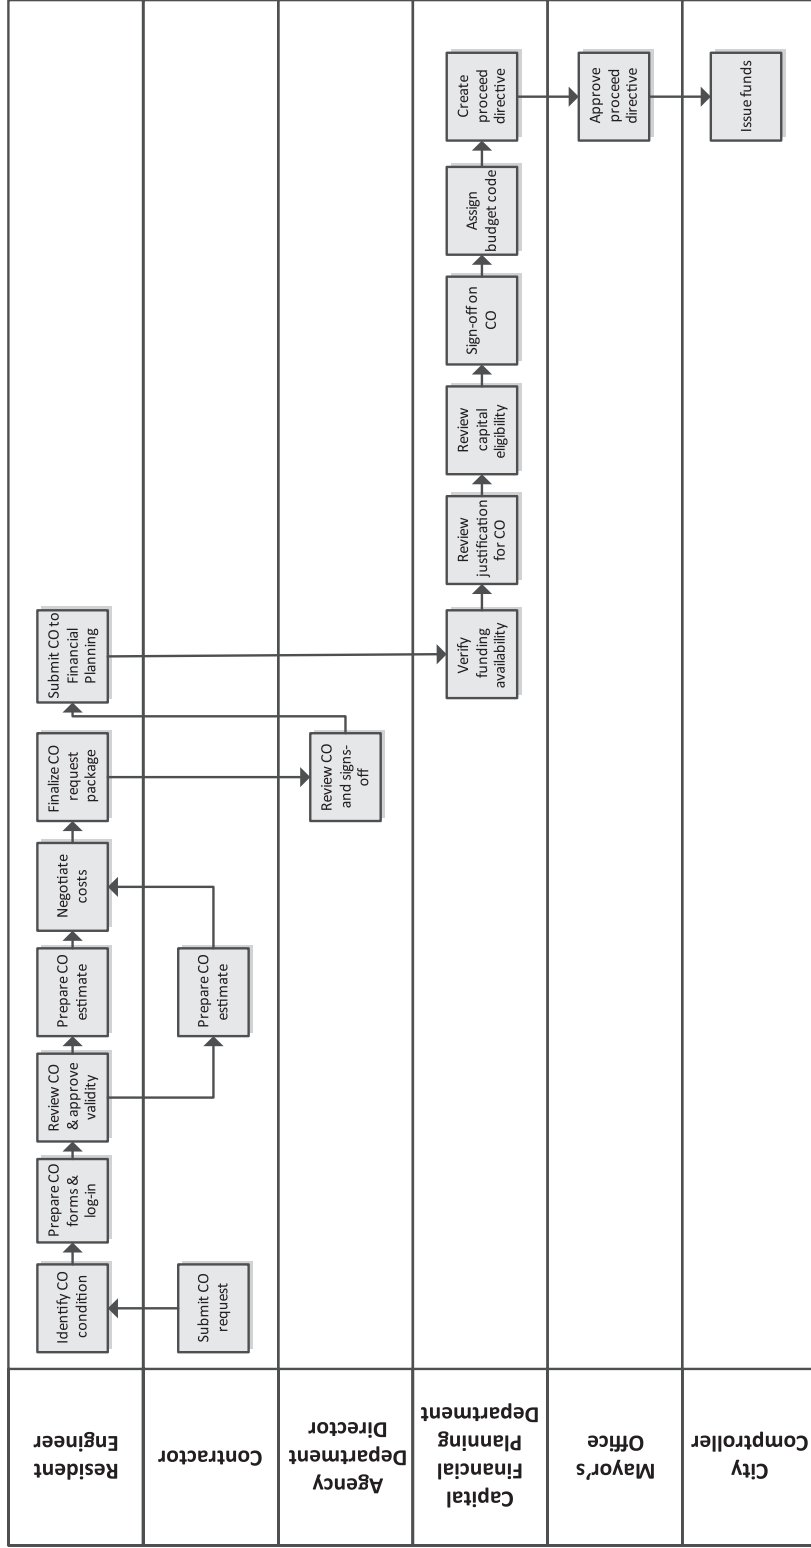 Resident
Engineer
Identify CO
condition
Prepare CO
forms &
log-in
Review CO
& approve
validity
Prepare CO
estimate
Negotiate
costs
Finalize CO
request
package
Submit CO to
Financial
Planning
Contractor
Submit CO
request
Prepare CO
estimate
Agency
Department
Director
Review CO
and signs-
off
Capital
Financial
Planning
Department
Verify
funding
availability
Review
justification
for CO
Review
capital
eligibility
Sign-off on
CO
Assign
budget code
Create
proceed
directive
Mayor's
Office
Approve
proceed
directive
City
Comptroller
Issue funds